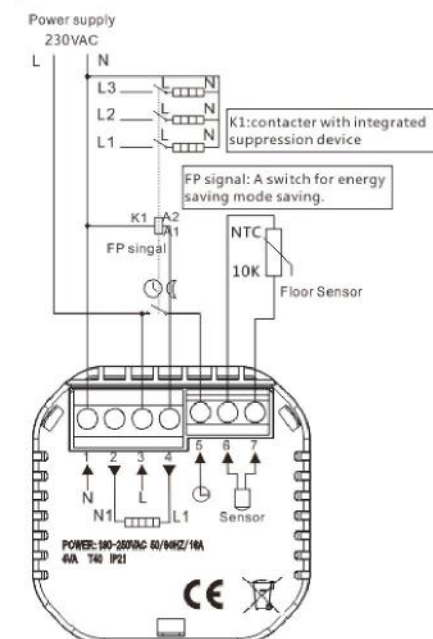 Power supply
230VAC
L N
L3 L N
L2 L N
L1 L N
K1:contacter with integrated
suppression device
FP signal: A switch for energy
saving mode saving.
K1 A2
A1
FP singal
NTC
10K
Floor Sensor
1 2 3 4 5 6 7
N L
N1 L1 Sensor
POWER: 190-250VAC 50/60HZ/16A
4VA T40 IP21
CE